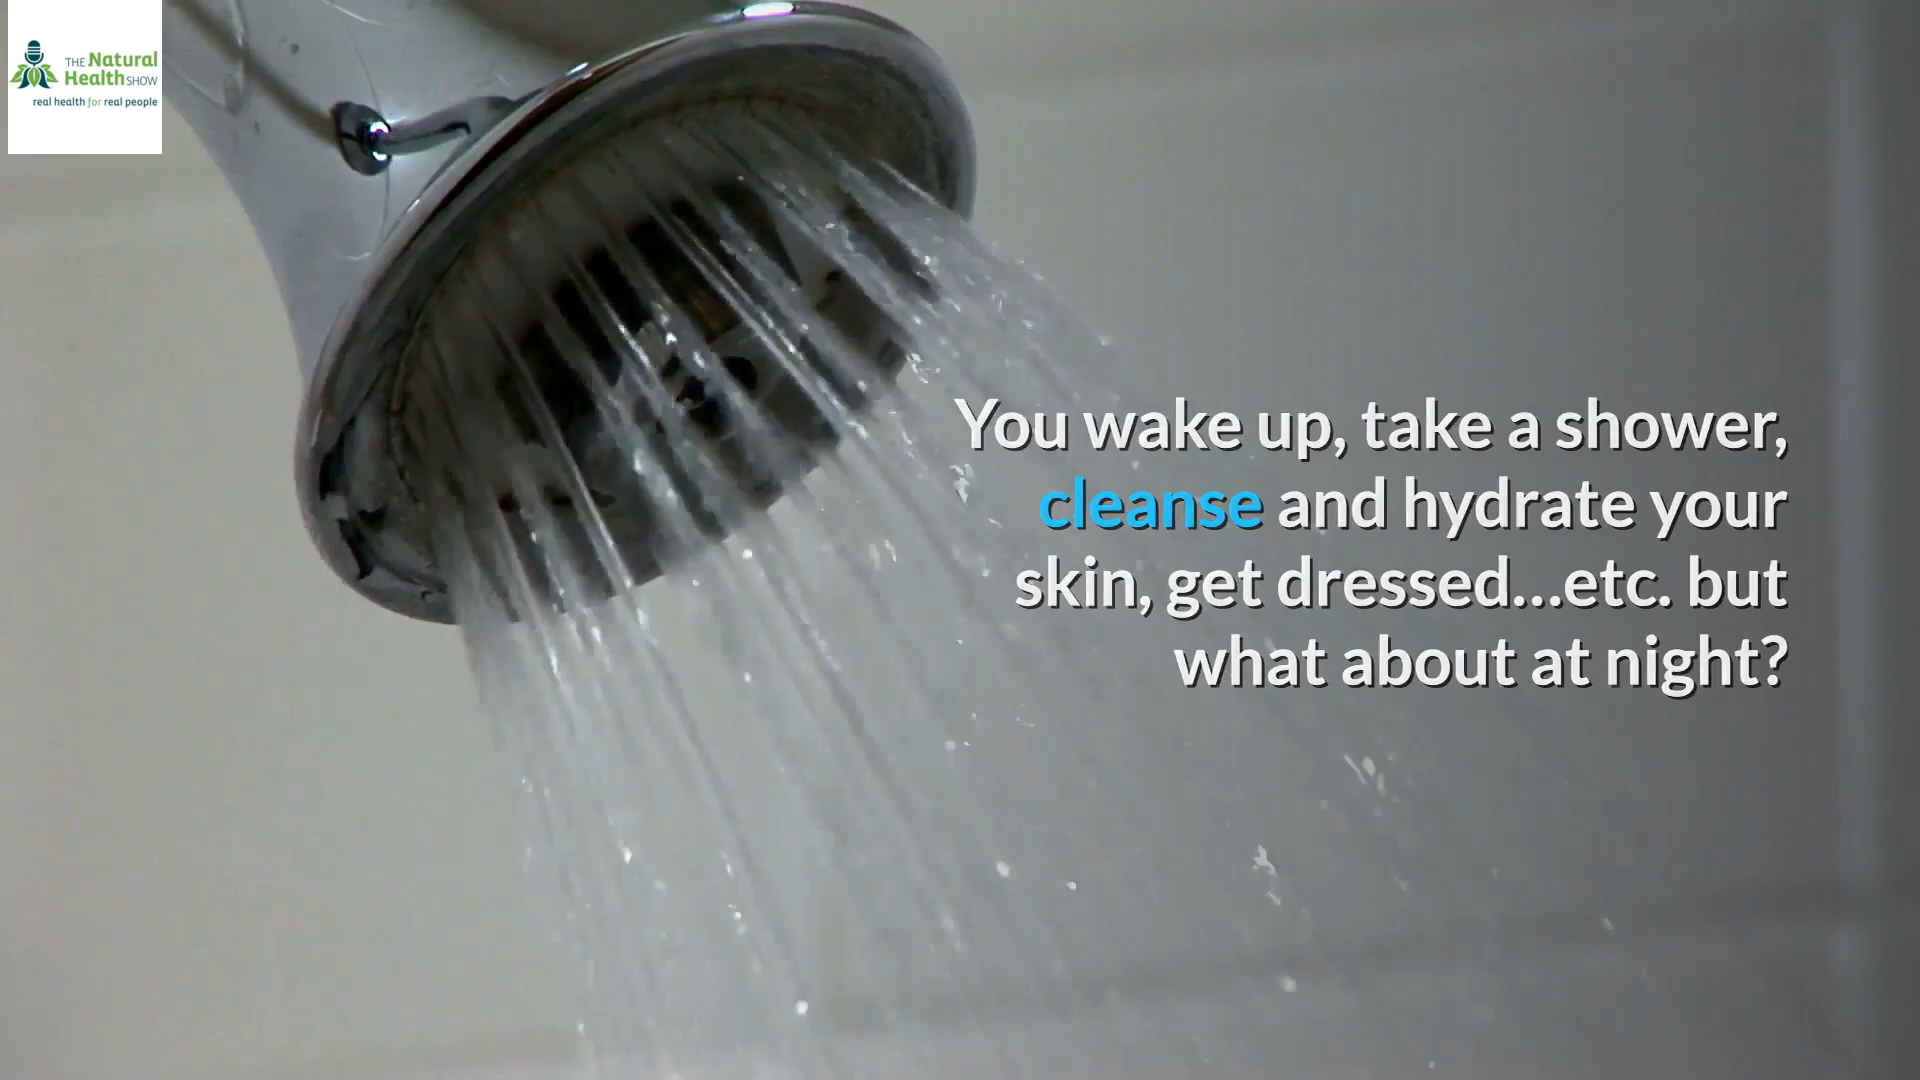 THE Natural
Health SHOW
real health for real people
You wake up, take a shower,
cleanse and hydrate your
skin, get dressed...etc. but
what about at night?